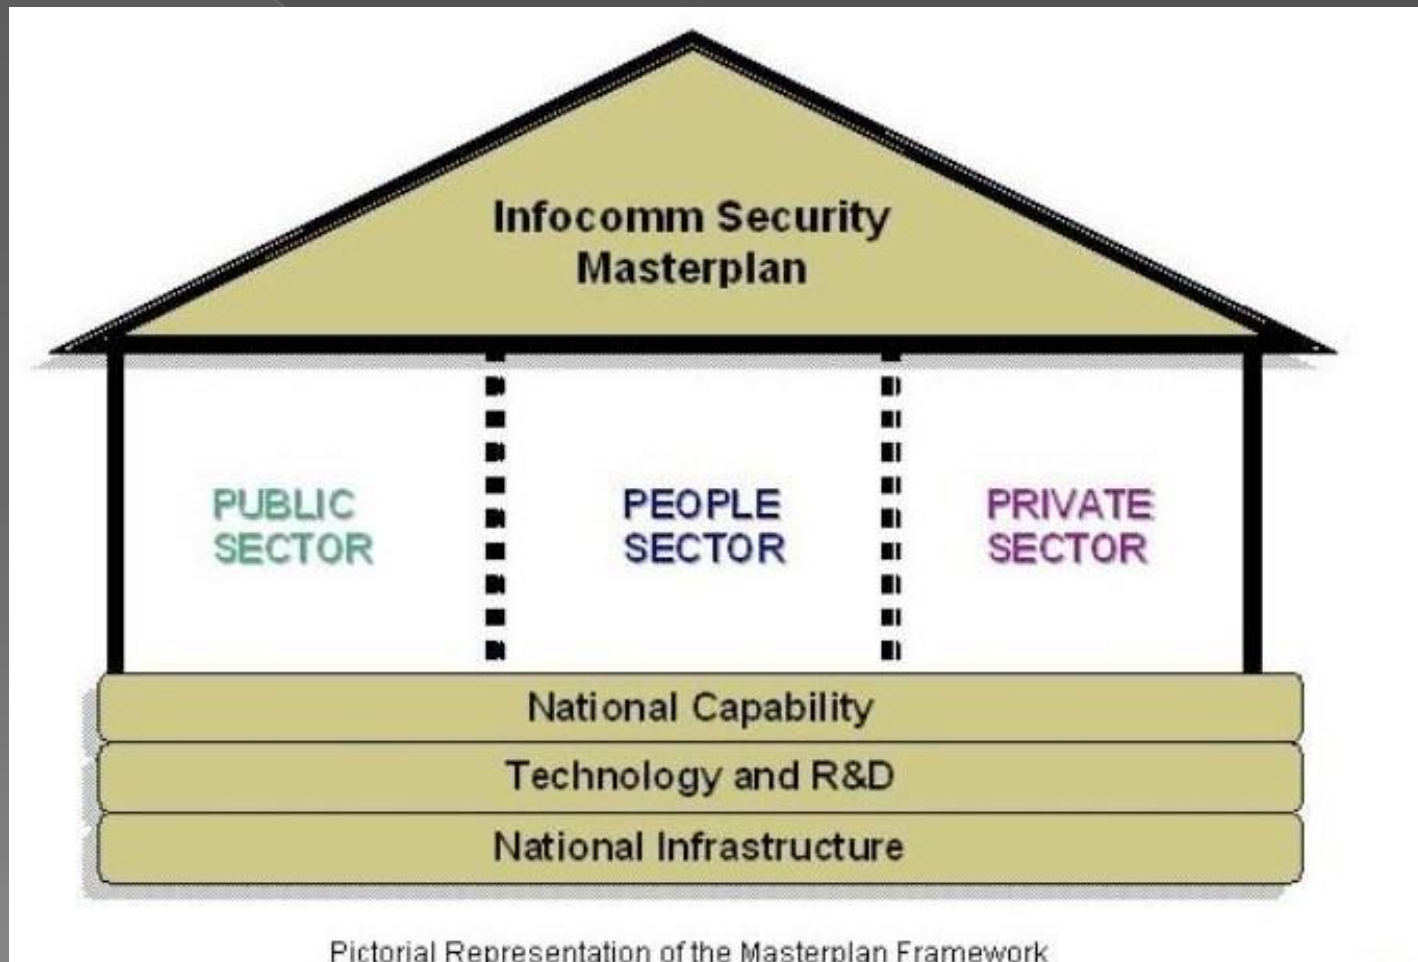 Infocomm Security
Masterplan
PUBLIC
SECTOR
PEOPLE
SECTOR
PRIVATE
SECTOR
National Capability
Technology and R&D
National Infrastructure
Pictorial Representation of the Masterplan Framework